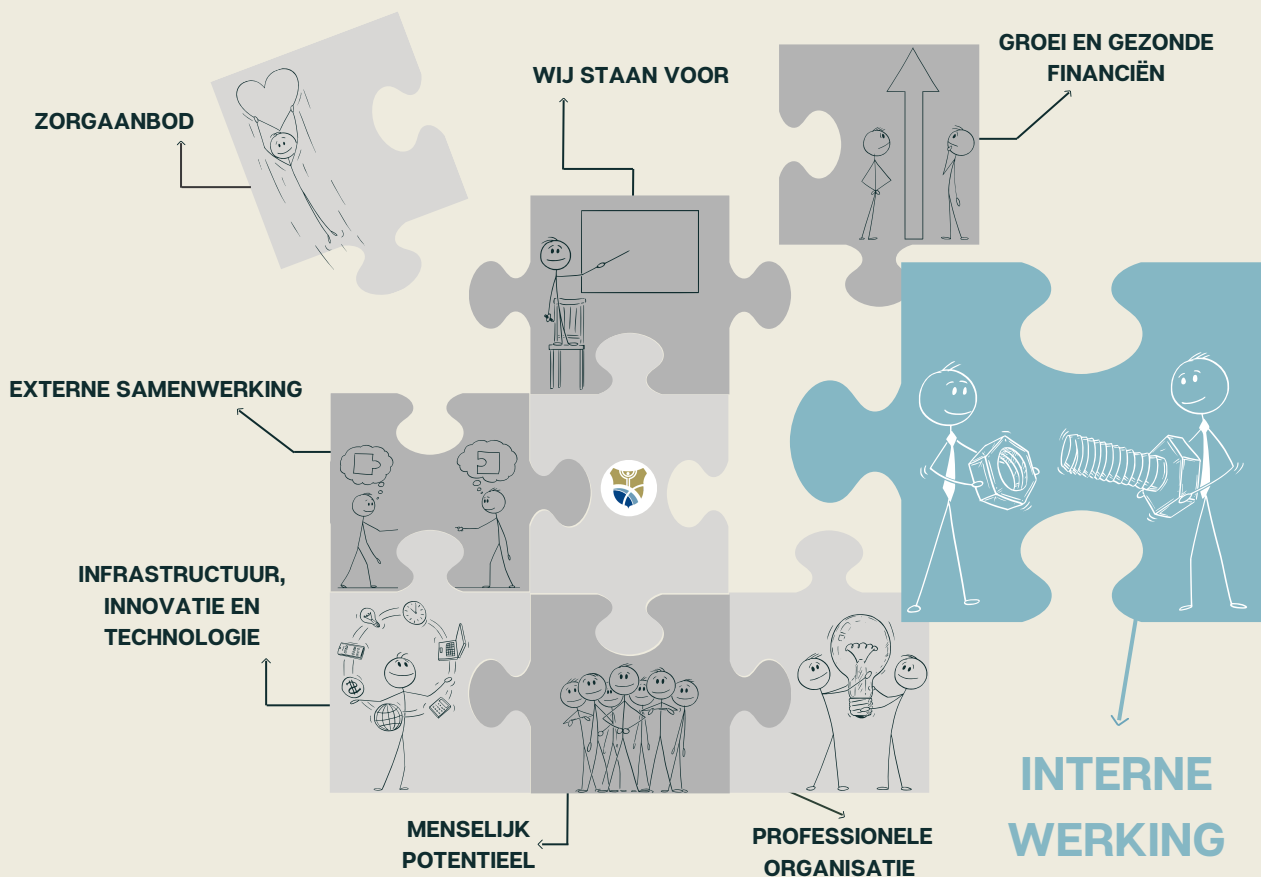 GROEI EN GEZONDE
FINANCIËN
WIJ STAAN VOOR
ZORGAANBOD
EXTERNE SAMENWERKING
INFRASTRUCTUUR,
INNOVATIE EN
TECHNOLOGIE
INTERNE
WERKING
MENSELIJK
POTENTIEEL
PROFESSIONELE
ORGANISATIE